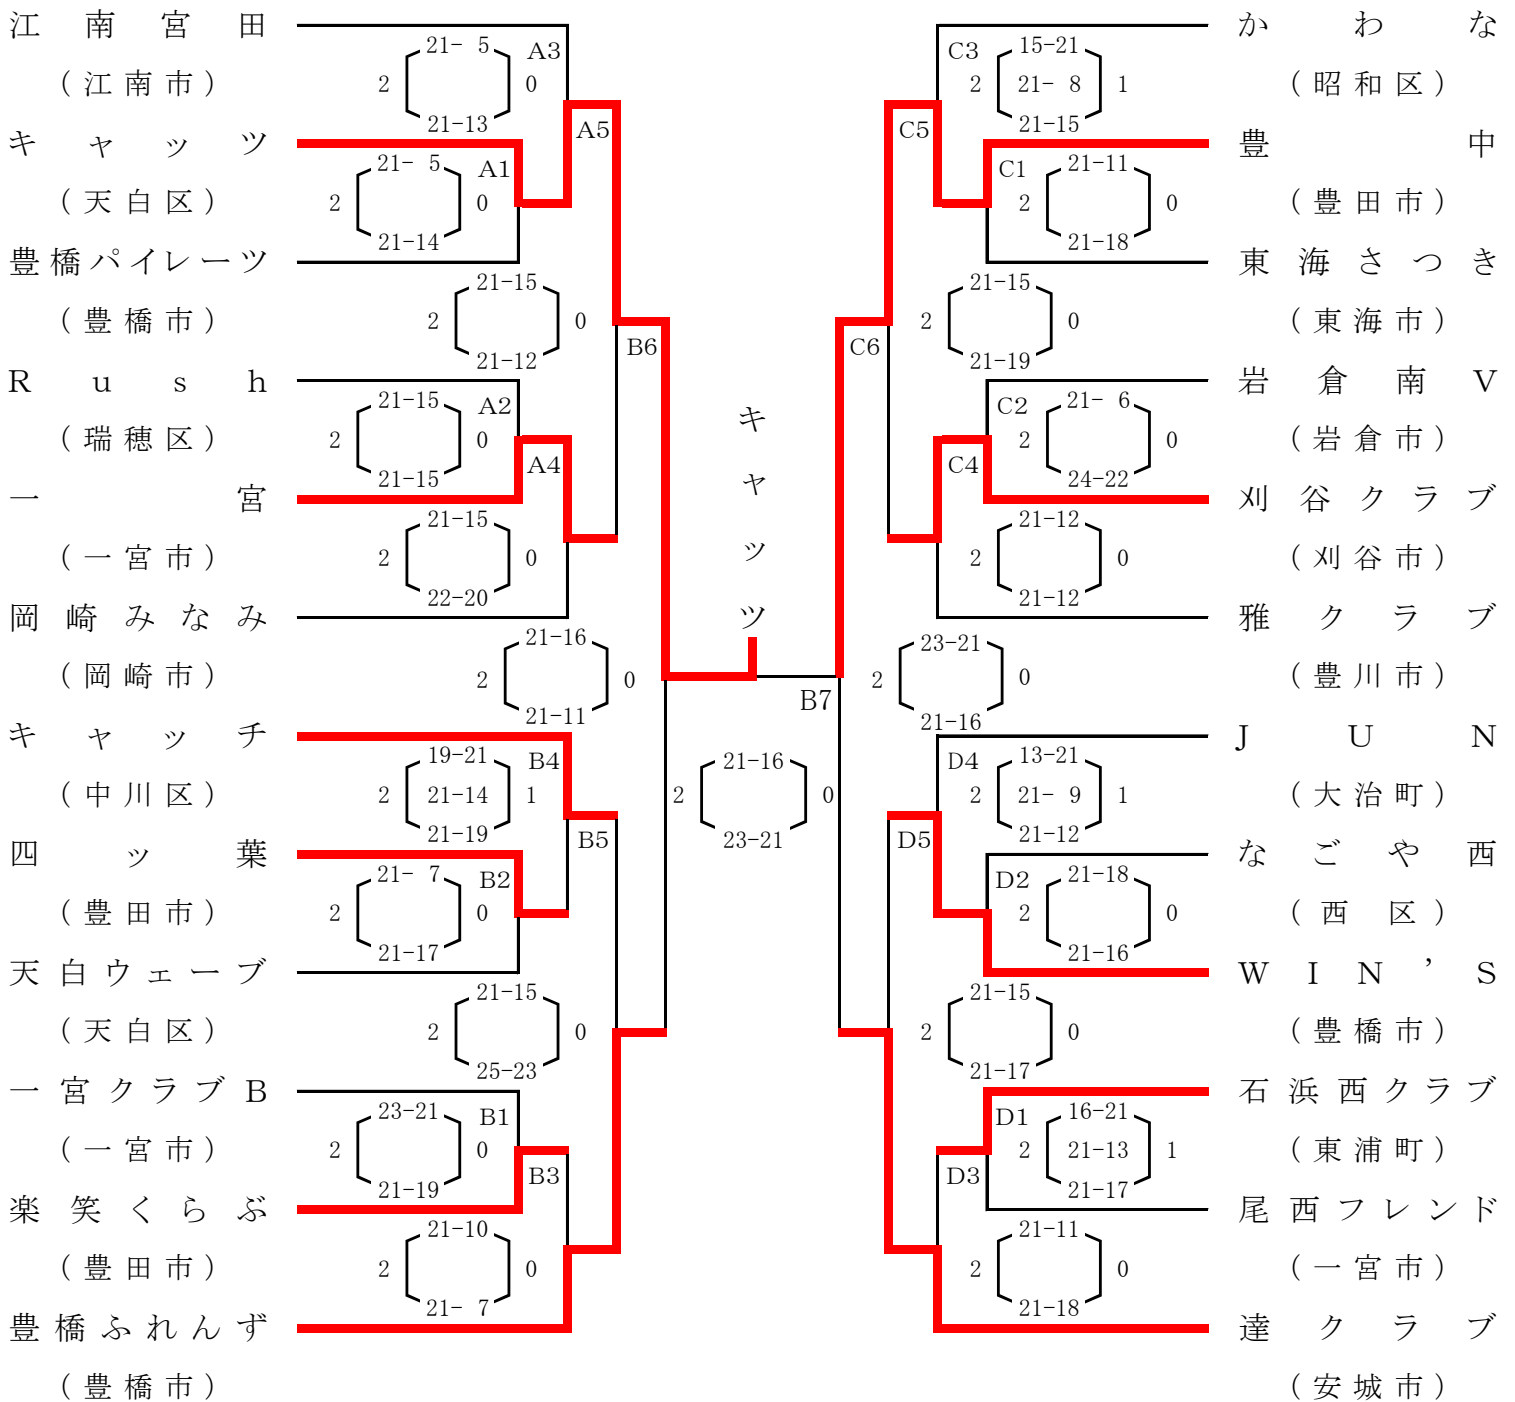 江南宮田
（江南市）
キャッツ
（天白区）
豊橋パイレーツ
（豊橋市）
Rush
（瑞穂区）
一宮
（一宮市）
岡崎みなみ
（岡崎市）
キャッチ
（中川区）
四ッ葉
（豊田市）
天白ウェーブ
（天白区）
一宮クラブB
（一宮市）
楽笑くらぶ
（豊田市）
豊橋ふれんず
（豊橋市）
21- 5 A3
2 0
21-13
A5
21- 5 A1
2 0
21-14
21-15
2 0
21-12 B6
21-15 A2
2 0
21-15
A4
21-15
2 0
22-20
21-16
2 0
21-11
19-21 B4
2 21-14 1
21-19
B5
21- 7 B2
2 0
21-17
21-15
2 0
25-23
23-21 B1
2 0
21-19
B3
21-10
2 0
21- 7
キャッツ
B7
21-16
2 0
23-21
C3 15-21
2 21- 8 1
21-15
C5
C1 21-11
2 0
21-18
21-15
2 0
C6 21-19
C2 21- 6
2 0
24-22
C4
21-12
2 0
21-12
23-21
2 0
21-16
D4 13-21
2 21- 9 1
21-12
D5
D2 21-18
2 0
21-16
21-15
2 0
21-17
D1 16-21
2 21-13 1
21-17
D3
21-11
2 0
21-18
かわな
（昭和区）
豊中
（豊田市）
東海さつき
（東海市）
岩倉南V
（岩倉市）
刈谷クラブ
（刈谷市）
雅クラブ
（豊川市）
JUN
（大治町）
なごや西
（西区）
WIN’S
（豊橋市）
石浜西クラブ
（東浦町）
尾西フレンド
（一宮市）
達クラブ
（安城市）